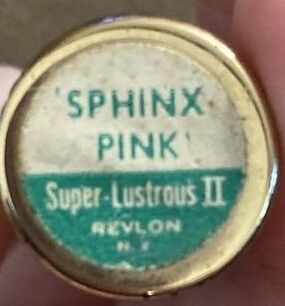 'SPHINX
PINK'
Super-Lustrous II
REVLON
N.Y.